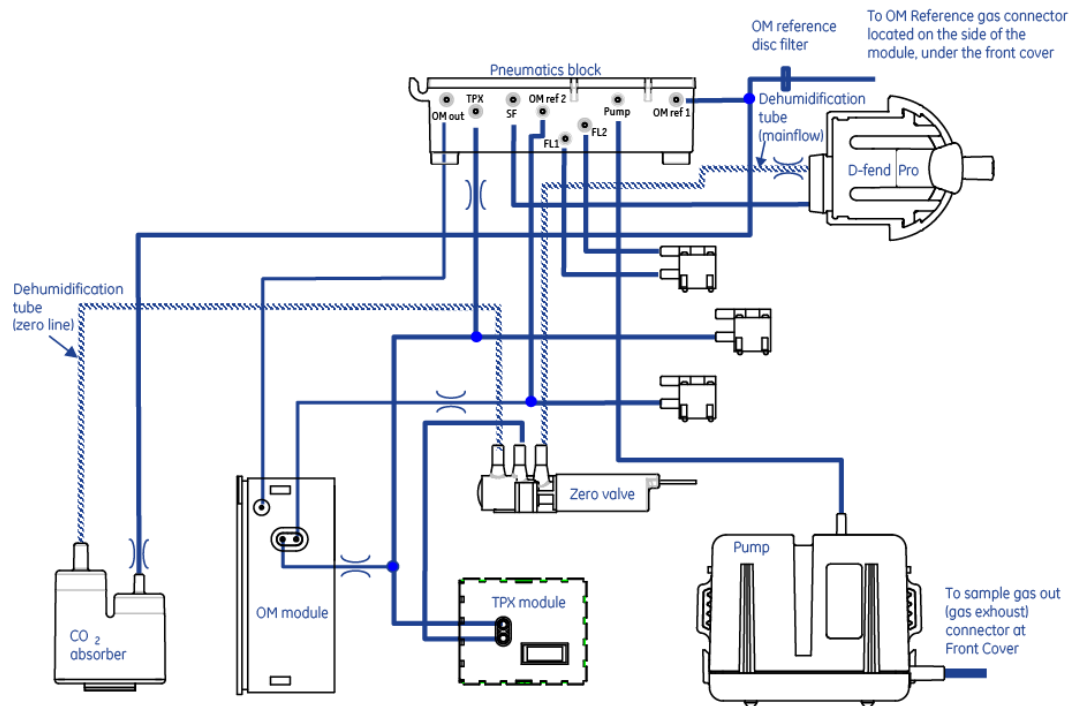 To OM Reference gas connector
located on the side of the
module, under the front cover
OM reference
disc filter
Pneumatics block
Dehumidification
tube
(mainflow)
OM out
TPX
SF
OM ref 2
FL1
FL2
Pump
OM ref 1
D-fend Pro
Dehumidification
tube
(zero line)
Zero valve
Pump
OM module
TPX module
CO 2
absorber
To sample gas out
(gas exhoust)
connector at
Front Cover